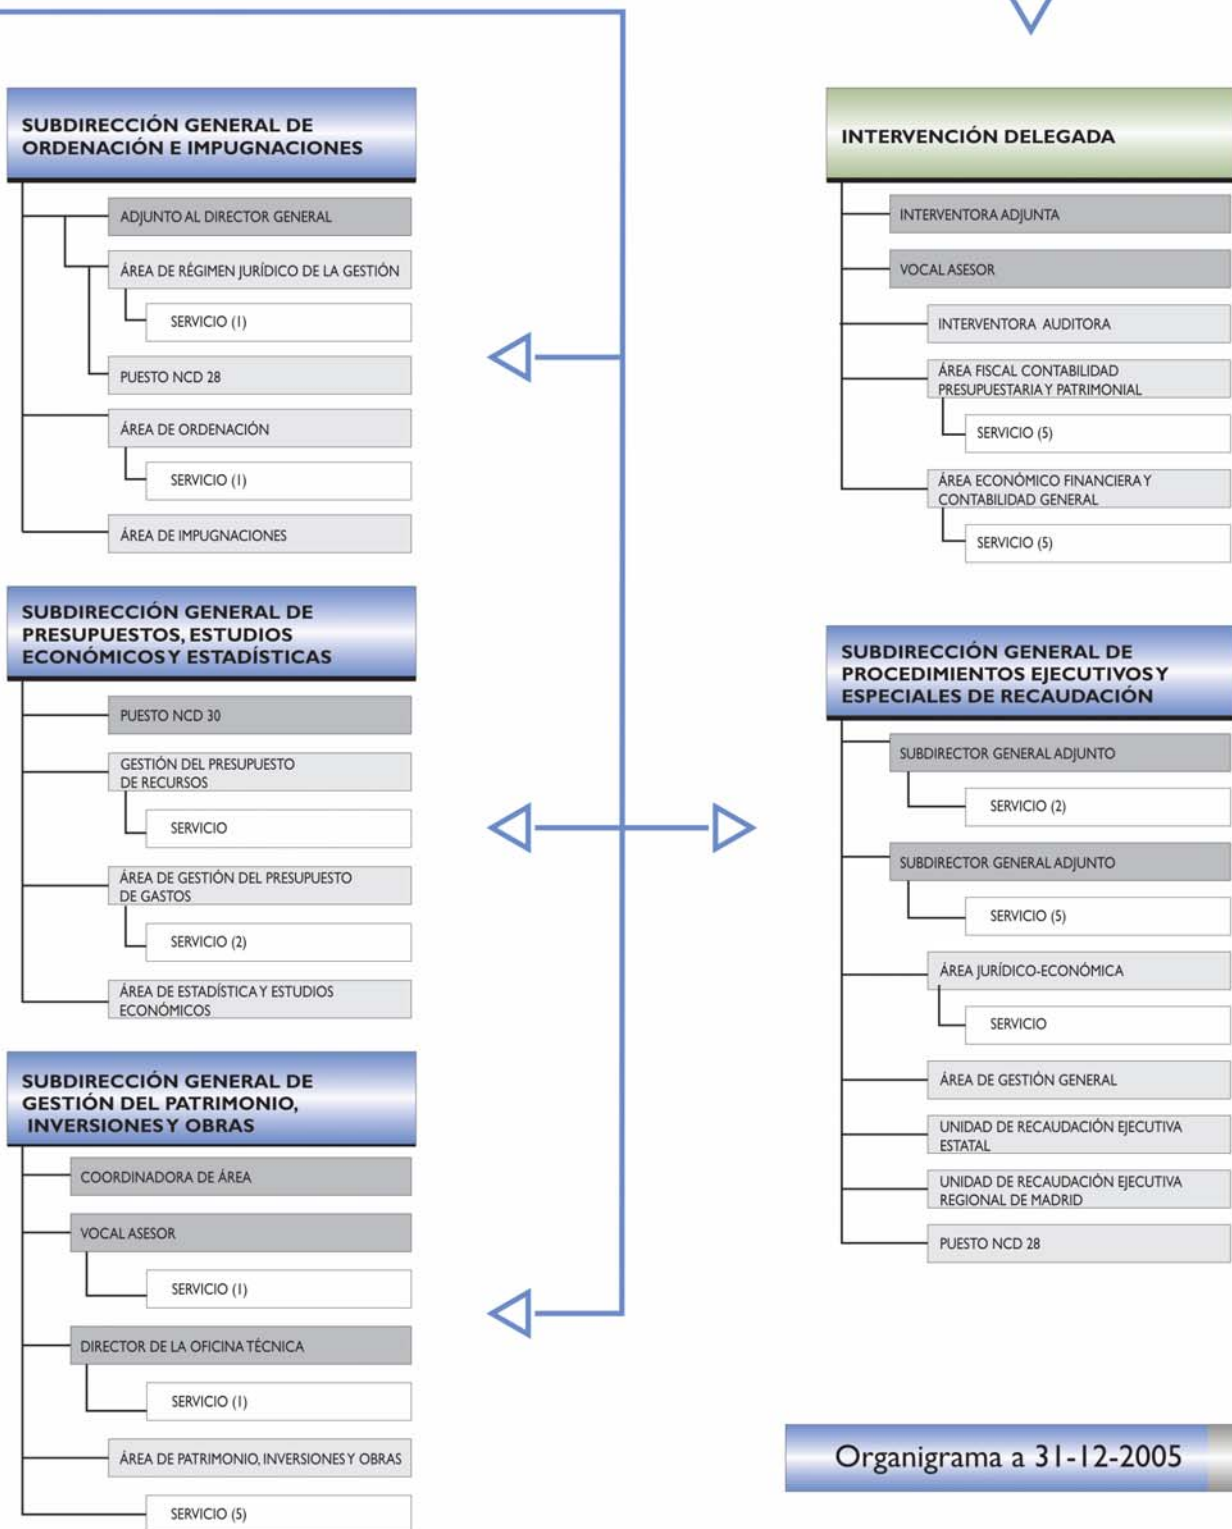 SUBDIRECCIÓN GENERAL DE
ORDENACIÓN E IMPUGNACIONES
ADJUNTO AL DIRECTOR GENERAL
ÁREA DE RÉGIMEN JURÍDICO DE LA GESTIÓN
SERVICIO (1)
PUESTO NCD 28
ÁREA DE ORDENACIÓN
SERVICIO (1)
ÁREA DE IMPUGNACIONES
SUBDIRECCIÓN GENERAL DE
PRESUPUESTOS, ESTUDIOS
ECONÓMICOS Y ESTADÍSTICAS
PUESTO NCD 30
GESTIÓN DEL PRESUPUESTO
DE RECURSOS
SERVICIO
ÁREA DE GESTIÓN DEL PRESUPUESTO
DE GASTOS
SERVICIO (2)
ÁREA DE ESTADÍSTICA Y ESTUDIOS
ECONÓMICOS
SUBDIRECCIÓN GENERAL DE
GESTIÓN DEL PATRIMONIO,
INVERSIONES Y OBRAS
COORDINADORA DE ÁREA
VOCAL ASESOR
SERVICIO (1)
DIRECTOR DE LA OFICINA TÉCNICA
SERVICIO (1)
ÁREA DE PATRIMONIO, INVERSIONES Y OBRAS
SERVICIO (5)
INTERVENCIÓN DELEGADA
INTERVENTORA ADJUNTA
VOCAL ASESOR
INTERVENTORA AUDITORA
ÁREA FISCAL CONTABILIDAD
PRESUPUESTARIA Y PATRIMONIAL
SERVICIO (5)
ÁREA ECONÓMICO FINANCIERA Y
CONTABILIDAD GENERAL
SERVICIO (5)
SUBDIRECCIÓN GENERAL DE
PROCEDIMIENTOS EJECUTIVOS Y
ESPECIALES DE RECAUDACIÓN
SUBDIRECTOR GENERAL ADJUNTO
SERVICIO (2)
SUBDIRECTOR GENERAL ADJUNTO
SERVICIO (5)
ÁREA JURÍDICO-ECONÓMICA
SERVICIO
ÁREA DE GESTIÓN GENERAL
UNIDAD DE RECAUDACIÓN EJECUTIVA
ESTATAL
UNIDAD DE RECAUDACIÓN EJECUTIVA
REGIONAL DE MADRID
PUESTO NCD 28
Organigrama a 31-12-2005